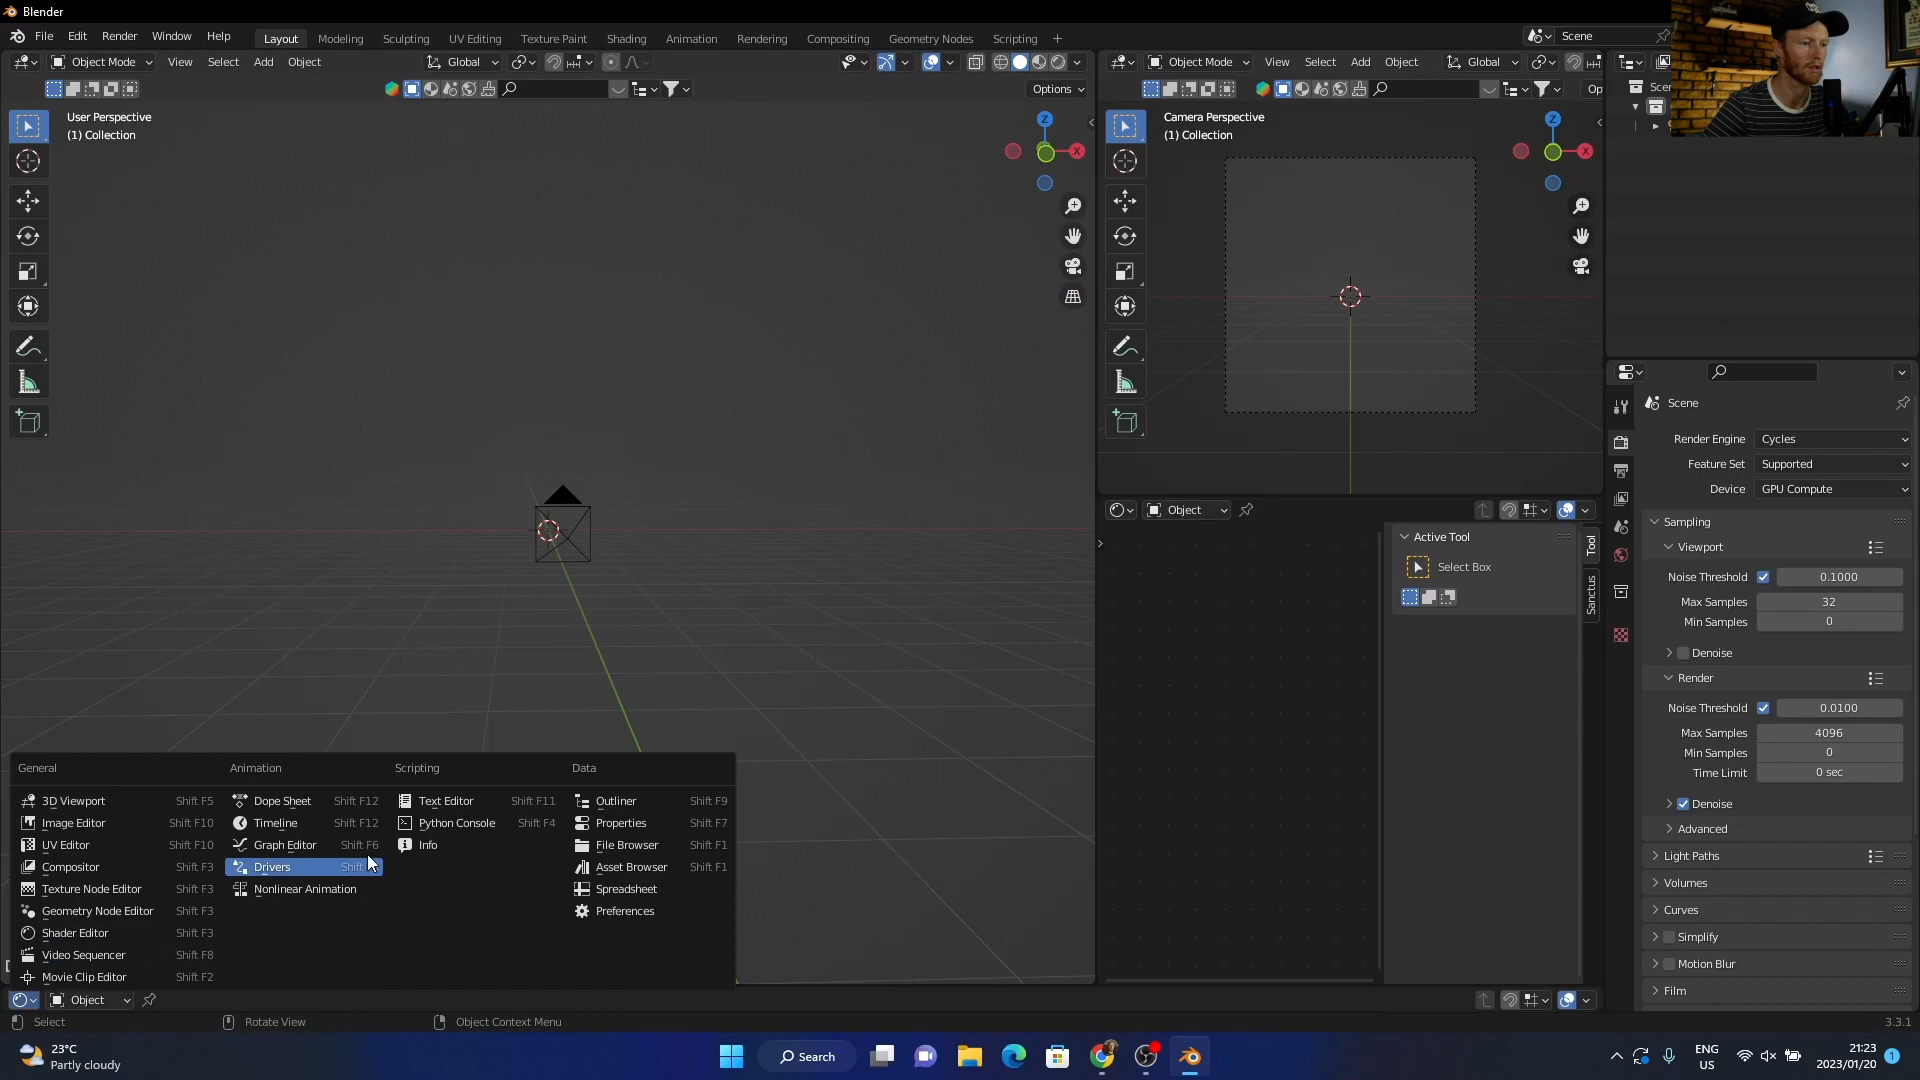 Blender
File Edit Render Window Help Layout Modeling Sculpting UV Editing Texture Paint Shading Animation Rendering Compositing Geometry Nodes Scripting Scene
Object Mode View Select Add Object Global Object Mode View Select Add Object Global
Options
User Perspective
(1) Collection
Z
X
Camera Perspective
(1) Collection
Z
X
Object
Active Tool
Select Box
Tool
Sanctus
Scene
Render Engine Cycles
Feature Set Supported
Device GPU Compute
Sampling
Viewport
Noise Threshold 0.1000
Max Samples 32
Min Samples 0
Denoise
Render
Noise Threshold 0.0100
Max Samples 4096
Min Samples 0
Time Limit 0 sec
Denoise
Advanced
Light Paths
Volumes
Curves
Simplify
Motion Blur
Film
General Animation Scripting Data
3D Viewport Shift F5 Dope Sheet Shift F12 Text Editor Shift F11 Outliner Shift F9
Image Editor Shift F10 Timeline Shift F12 Python Console Shift F4 Properties Shift F7
UV Editor Shift F10 Graph Editor Shift F6 Info File Browser Shift F1
Compositor Shift F3 Drivers Shift Asset Browser Shift F1
Texture Node Editor Shift F3 Nonlinear Animation Spreadsheet
Geometry Node Editor Shift F3 Preferences
Shader Editor Shift F3
Video Sequencer Shift F8
Movie Clip Editor Shift F2
Object
Select Rotate View Object Context Menu 3.3.1
23°C
Partly cloudy
Search
ENG
US
21:23
2023/01/20
1